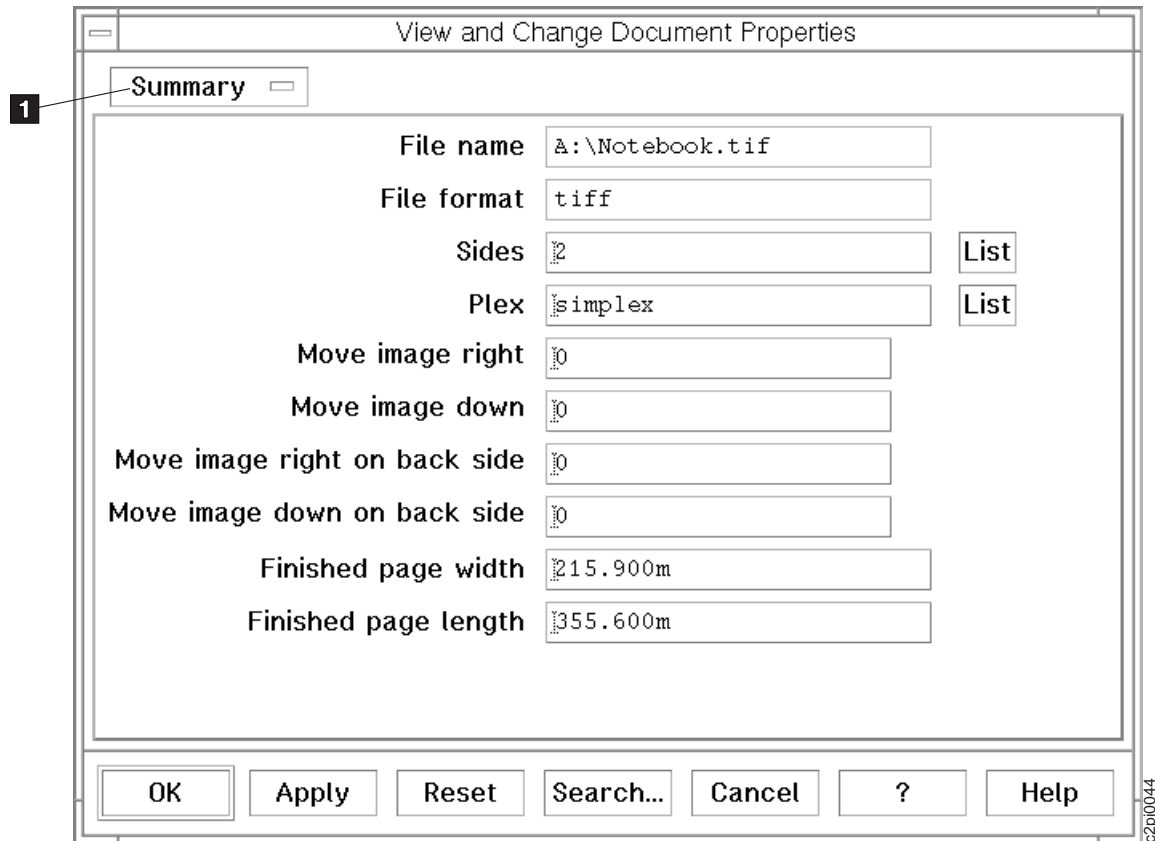 View and Change Document Properties
Summary
1
File name A:\Notebook.tif
File format tiff
Sides 2 List
Plex simplex List
Move image right 0
Move image down 0
Move image right on back side 0
Move image down on back side 0
Finished page width 215.900m
Finished page length 355.600m
OK Apply Reset Search... Cancel ? Help
c2pi0044